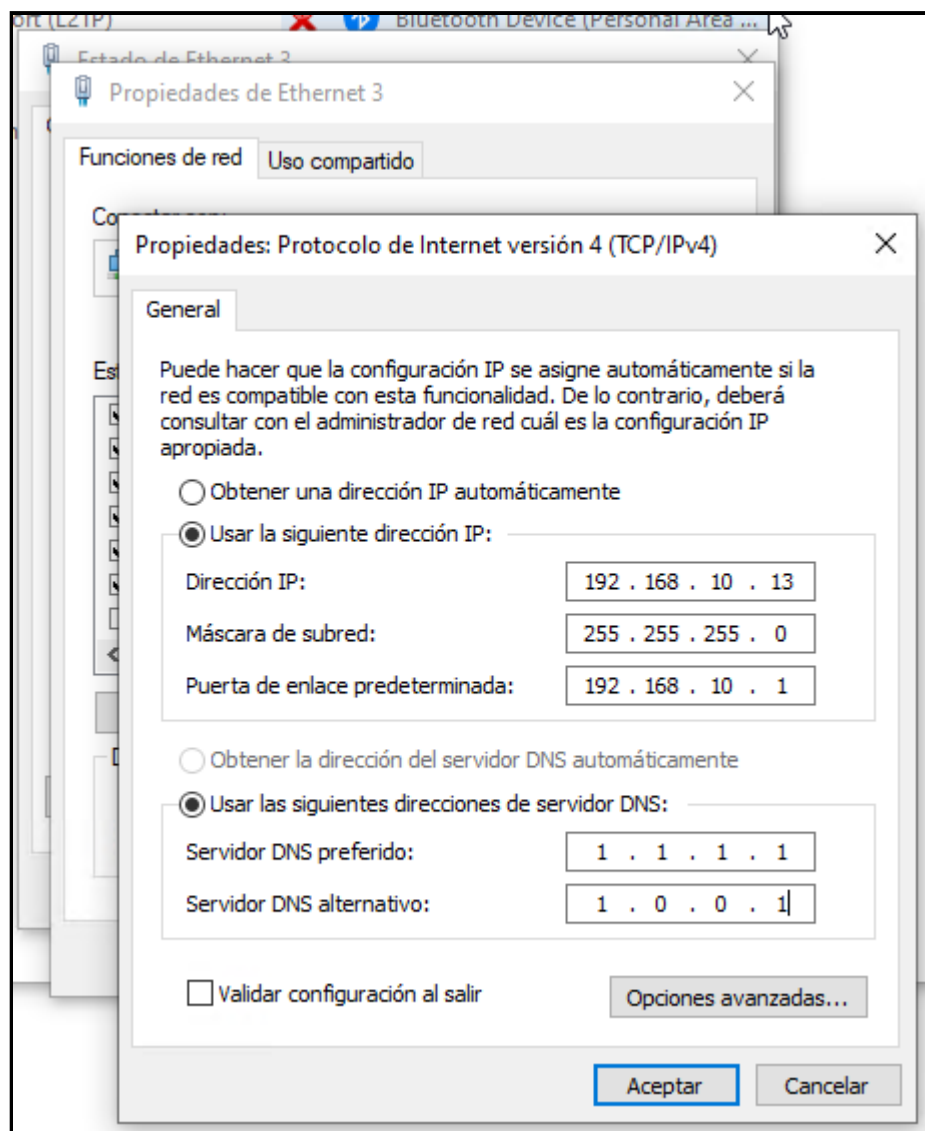 ort (L2TP)
Bluetooth Device (Personal Area ...
Estado de Ethernet 3
Propiedades de Ethernet 3
Funciones de red
Uso compartido
Propiedades: Protocolo de Internet versión 4 (TCP/IPv4)
General
Puede hacer que la configuración IP se asigne automáticamente si la
red es compatible con esta funcionalidad. De lo contrario, deberá
consultar con el administrador de red cuál es la configuración IP
apropiada.
Obtener una dirección IP automáticamente
Usar la siguiente dirección IP:
Dirección IP: 192 . 168 . 10 . 13
Máscara de subred: 255 . 255 . 255 . 0
Puerta de enlace predeterminada: 192 . 168 . 10 . 1
Obtener la dirección del servidor DNS automáticamente
Usar las siguientes direcciones de servidor DNS:
Servidor DNS preferido: 1 . 1 . 1 . 1
Servidor DNS alternativo: 1 . 0 . 0 . 1
Validar configuración al salir
Opciones avanzadas...
Aceptar
Cancelar